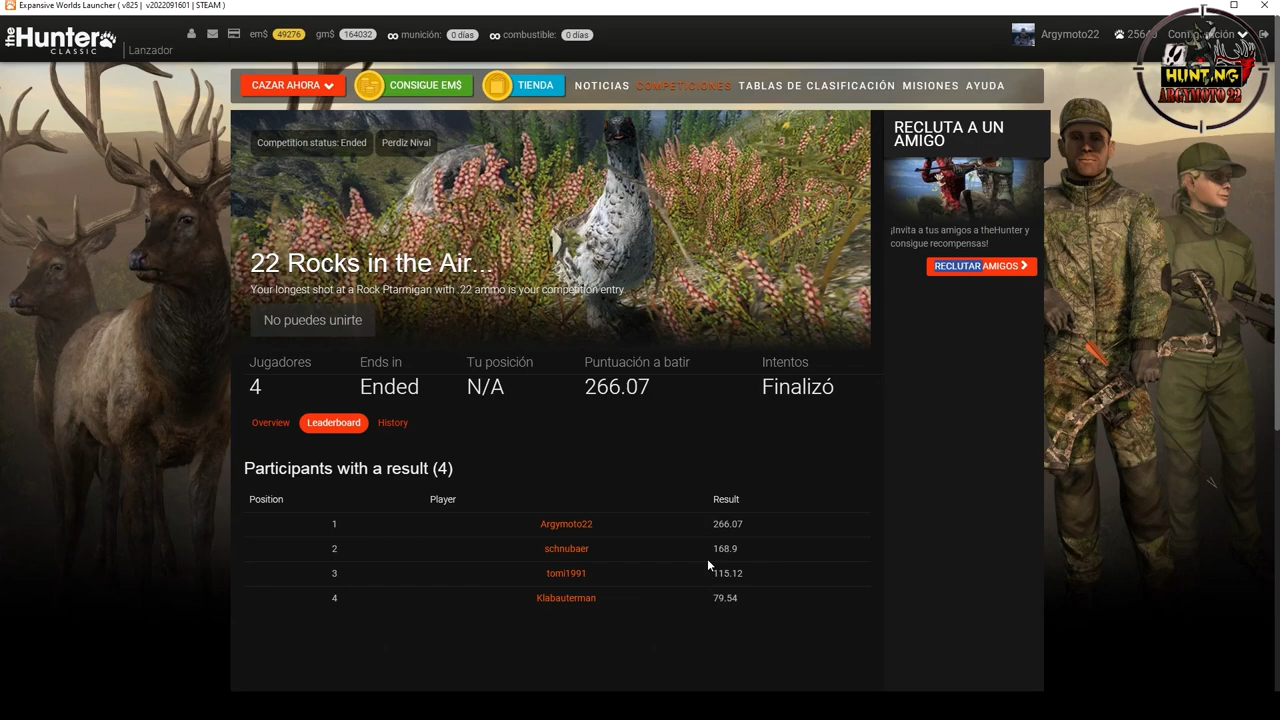 Expansive Worlds Launcher ( v825 | v2022091601 | STEAM )
theHunter CLASSIC | Lanzador
em$ 49276 gm$ 164032 ∞ munición: 0 días ∞ combustible: 0 días
Argymoto22
HUNTING
ARGYMOTO 22
CAZAR AHORA CONSIGUE EM$ TIENDA NOTICIAS COMPETICIONES TABLAS DE CLASIFICACIÓN MISIONES AYUDA
Competition status: Ended Perdiz Nival
22 Rocks in the Air...
Your longest shot at a Rock Ptarmigan with .22 ammo is your competition entry
No puedes unirte
RECLUTA A UN
AMIGO
¡Invita a tus amigos a theHunter y
consigue recompensas!
RECLUTAR AMIGOS
Jugadores Ends in Tu posición Puntuación a batir Intentos
4 Ended N/A 266.07 Finalizó
Overview Leaderboard History
Participants with a result (4)
Position Player Result
1 Argymoto22 266.07
2 schnubaer 168.9
3 tomi1991 115.12
4 Klabauterman 79.54